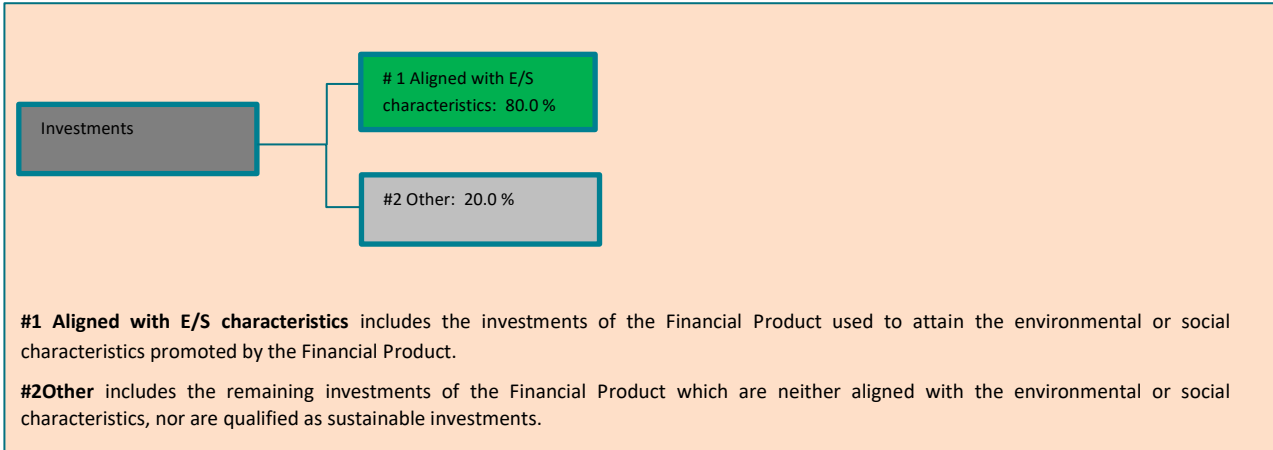 # 1 Aligned with E/S
characteristics: 80.0 %
Investments
#2 Other: 20.0 %
#1 Aligned with E/S characteristics includes the investments of the Financial Product used to attain the environmental or social
characteristics promoted by the Financial Product.
#2Other includes the remaining investments of the Financial Product which are neither aligned with the environmental or social
characteristics, nor are qualified as sustainable investments.